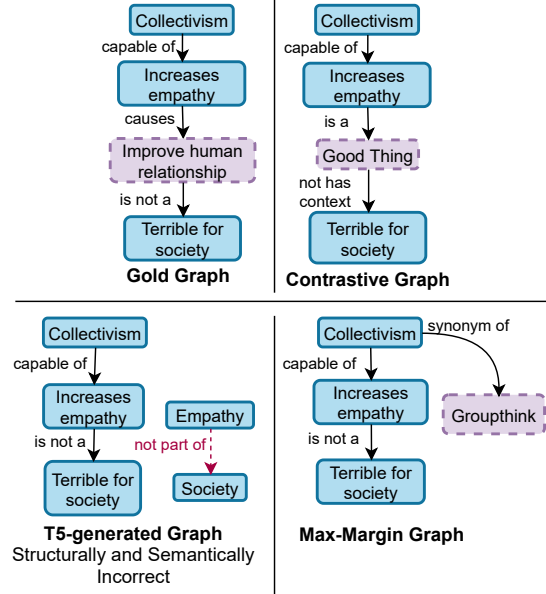 Collectivism
capable of
Increases
empathy
causes
Improve human
relationship
is not a
Terrible for
society
Gold Graph
Collectivism
capable of
Increases
empathy
is a
Good Thing
not has
context
Terrible for
society
Contrastive Graph
Collectivism
capable of
Increases
empathy
is not a
Terrible for
society
Empathy
not part of
Society
T5-generated Graph
Structurally and Semantically
Incorrect
Collectivism
synonym of
capable of
Increases
empathy
Groupthink
is not a
Terrible for
society
Max-Margin Graph